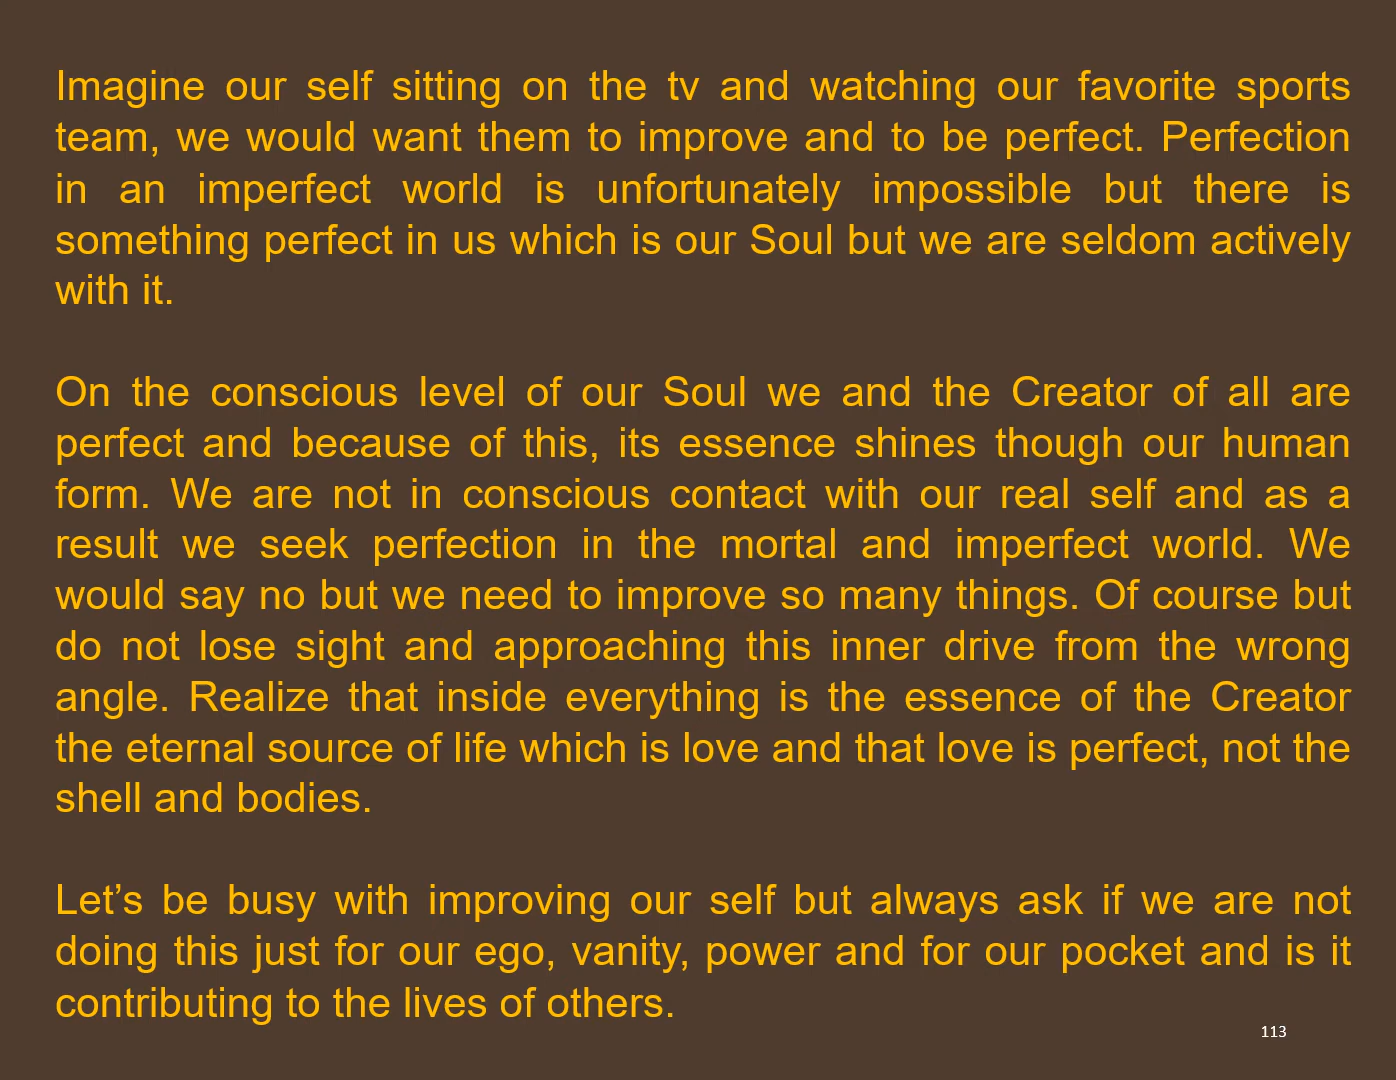 Imagine our self sitting on the tv and watching our favorite sports
team, we would want them to improve and to be perfect. Perfection
in an imperfect world is unfortunately impossible but there is
something perfect in us which is our Soul but we are seldom actively
with it.
On the conscious level of our Soul we and the Creator of all are
perfect and because of this, its essence shines though our human
form. We are not in conscious contact with our real self and as a
result we seek perfection in the mortal and imperfect world. We
would say no but we need to improve so many things. Of course but
do not lose sight and approaching this inner drive from the wrong
angle. Realize that inside everything is the essence of the Creator
the eternal source of life which is love and that love is perfect, not the
shell and bodies.
Let’s be busy with improving our self but always ask if we are not
doing this just for our ego, vanity, power and for our pocket and is it
contributing to the lives of others.
113